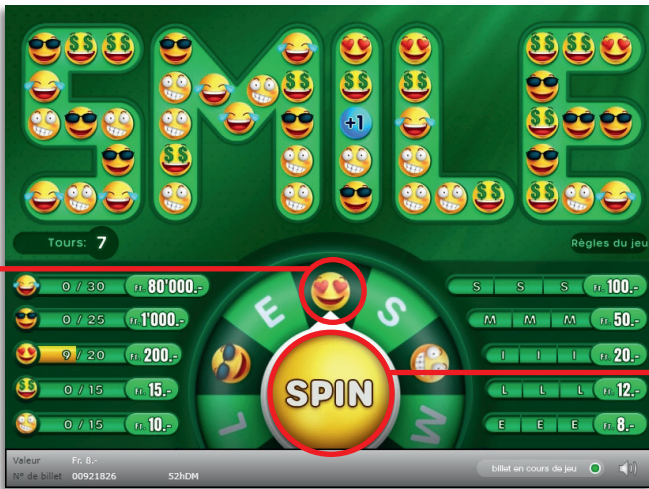 SMILE
+1
Tours: 7
Règles du jeu
0 / 30 Fr. 80'000.-
0 / 25 Fr. 1'000.-
9 / 20 Fr. 200.-
0 / 15 Fr. 15.-
0 / 15 Fr. 10.-
L E S M
SPIN
S S S Fr. 100.-
M M M Fr. 50.-
I I I Fr. 20.-
L L L Fr. 12.-
E E E Fr. 8.-
Valeur Fr. 8.-
N° de billet 00921826 52hDM
billet en cours de jeu